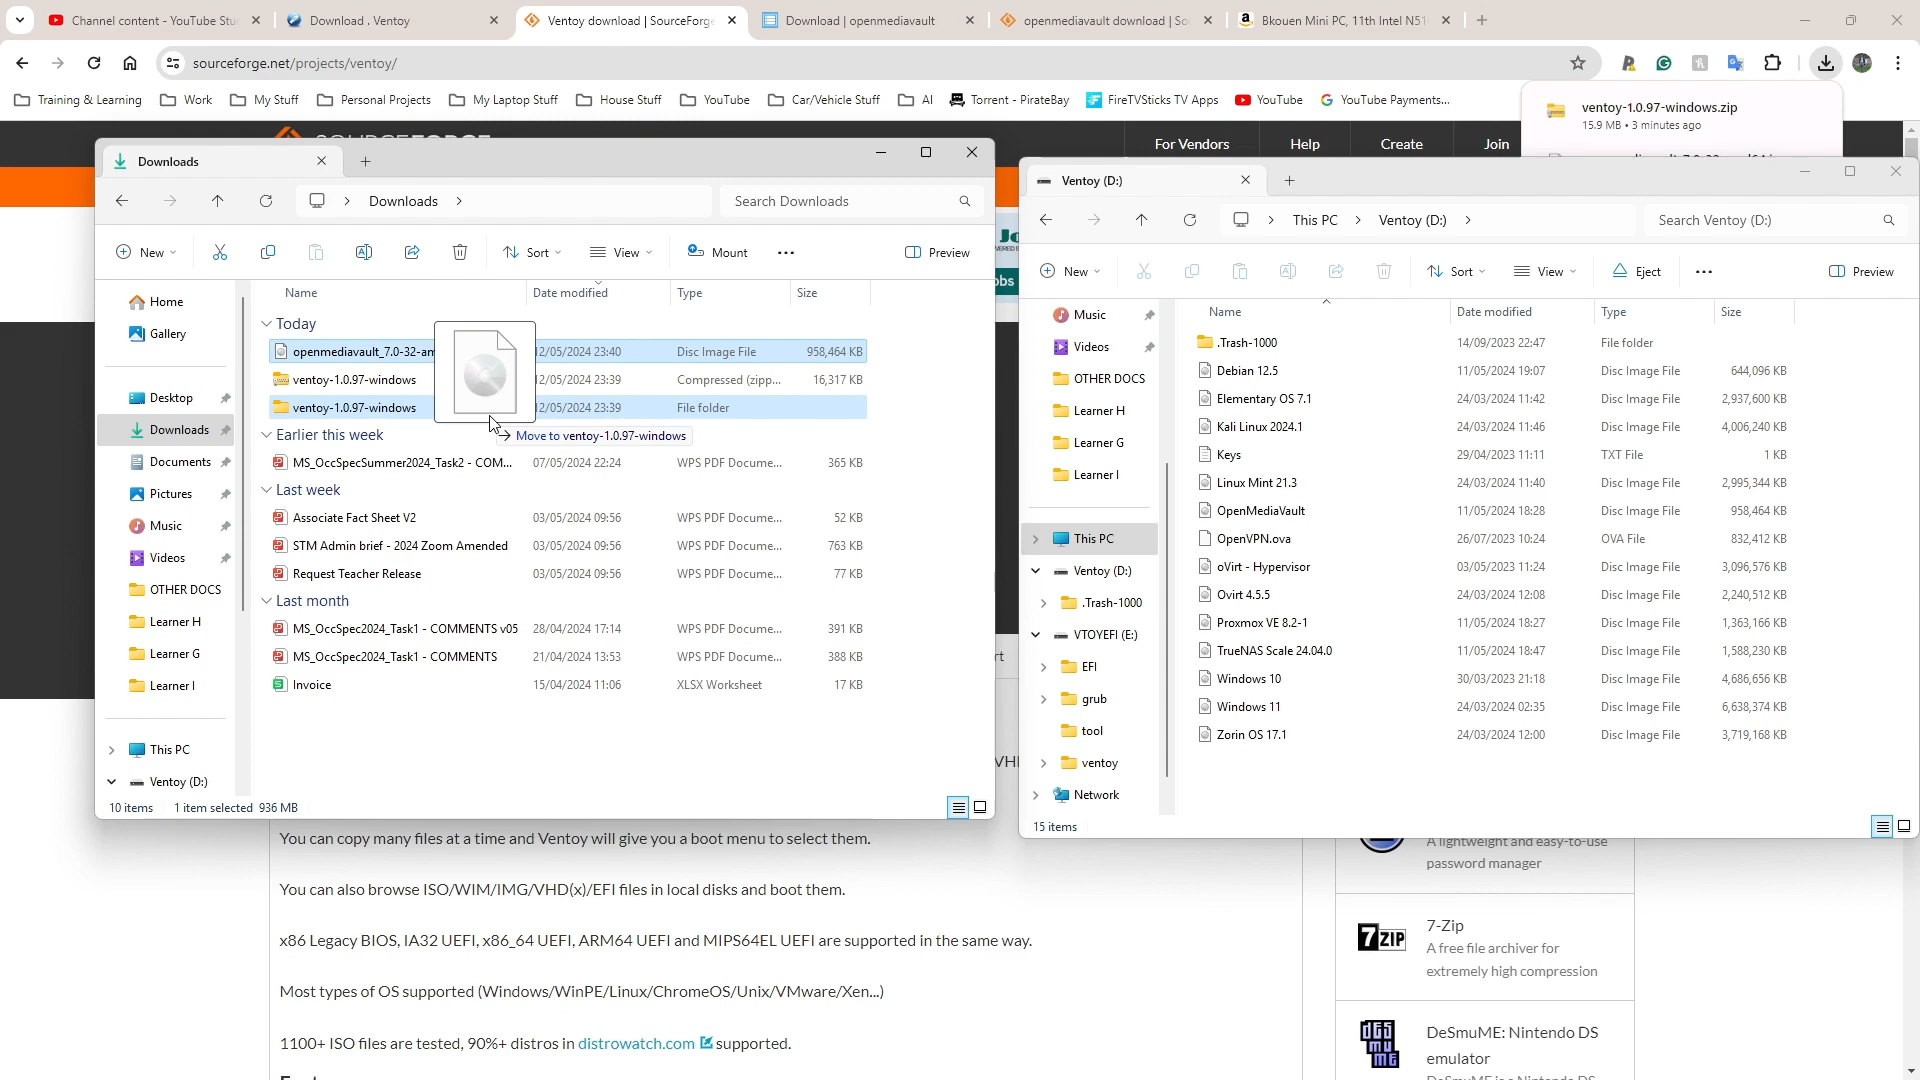 Channel content - YouTube Stu
Download . Ventoy
Ventoy download | SourceForge
Download | openmediavault
openmediavault download | So
Bkouen Mini PC, 11th Intel N51
sourceforge.net/projects/ventoy/
Training & Learning
Work
My Stuff
Personal Projects
My Laptop Stuff
House Stuff
YouTube
Car/Vehicle Stuff
AI
Torrent - PirateBay
FireTVSticks TV Apps
YouTube
YouTube Payments...
ventoy-1.0.97-windows.zip
15.9 MB • 3 minutes ago
For Vendors
Help
Create
Join
Downloads
Downloads
Search Downloads
New
Sort
View
Mount
Preview
Home
Gallery
Desktop
Downloads
Documents
Pictures
Music
Videos
OTHER DOCS
Learner H
Learner G
Learner I
This PC
Ventoy (D:)
Name Date modified Type Size
Today
openmediavault_7.0-32-am 12/05/2024 23:40 Disc Image File 958,464 KB
ventoy-1.0.97-windows 12/05/2024 23:39 Compressed (zipp... 16,317 KB
ventoy-1.0.97-windows 12/05/2024 23:39 File folder
Move to ventoy-1.0.97-windows
Earlier this week
MS_OccSpecSummer2024_Task2 - COM... 07/05/2024 22:24 WPS PDF Docume... 365 KB
Last week
Associate Fact Sheet V2 03/05/2024 09:56 WPS PDF Docume... 52 KB
STM Admin brief - 2024 Zoom Amended 03/05/2024 09:56 WPS PDF Docume... 763 KB
Request Teacher Release 03/05/2024 09:56 WPS PDF Docume... 77 KB
Last month
MS_OccSpec2024_Task1 - COMMENTS v05 28/04/2024 17:14 WPS PDF Docume... 391 KB
MS_OccSpec2024_Task1 - COMMENTS 21/04/2024 13:53 WPS PDF Docume... 388 KB
Invoice 15/04/2024 11:06 XLSX Worksheet 17 KB
10 items 1 item selected 936 MB
Ventoy (D:)
This PC
Ventoy (D:)
Search Ventoy (D:)
New
Sort
View
Eject
Preview
Music
Videos
OTHER DOCS
Learner H
Learner G
Learner I
This PC
Ventoy (D:)
.Trash-1000
VTOYEFI (E:)
EFI
grub
tool
ventoy
Network
Name Date modified Type Size
.Trash-1000 14/09/2023 22:47 File folder
Debian 12.5 11/05/2024 19:07 Disc Image File 644,096 KB
Elementary OS 7.1 24/03/2024 11:42 Disc Image File 2,937,600 KB
Kali Linux 2024.1 24/03/2024 11:46 Disc Image File 4,006,240 KB
Keys 29/04/2023 11:11 TXT File 1 KB
Linux Mint 21.3 24/03/2024 11:40 Disc Image File 2,995,344 KB
OpenMediaVault 11/05/2024 18:28 Disc Image File 958,464 KB
OpenVPN.ova 26/07/2023 10:24 OVA File 832,412 KB
oVirt - Hypervisor 03/05/2023 11:24 Disc Image File 3,096,576 KB
Ovirt 4.5.5 24/03/2024 12:08 Disc Image File 2,240,512 KB
Proxmox VE 8.2-1 11/05/2024 18:27 Disc Image File 1,363,166 KB
TrueNAS Scale 24.04.0 11/05/2024 18:47 Disc Image File 1,588,230 KB
Windows 10 30/03/2023 21:18 Disc Image File 4,686,656 KB
Windows 11 24/03/2024 02:35 Disc Image File 6,638,374 KB
Zorin OS 17.1 24/03/2024 12:00 Disc Image File 3,719,168 KB
15 items
You can copy many files at a time and Ventoy will give you a boot menu to select them.
You can also browse ISO/WIM/IMG/VHD(x)/EFI files in local disks and boot them.
x86 Legacy BIOS, IA32 UEFI, x86_64 UEFI, ARM64 UEFI and MIPS64EL UEFI are supported in the same way.
Most types of OS supported (Windows/WinPE/Linux/ChromeOS/Unix/VMware/Xen...)
1100+ ISO files are tested, 90%+ distros in distrowatch.com supported.
A lightweight and easy-to-use
password manager
7ZIP
7-Zip
A free file archiver for
extremely high compression
DeSmuME
DeSmuME: Nintendo DS
emulator